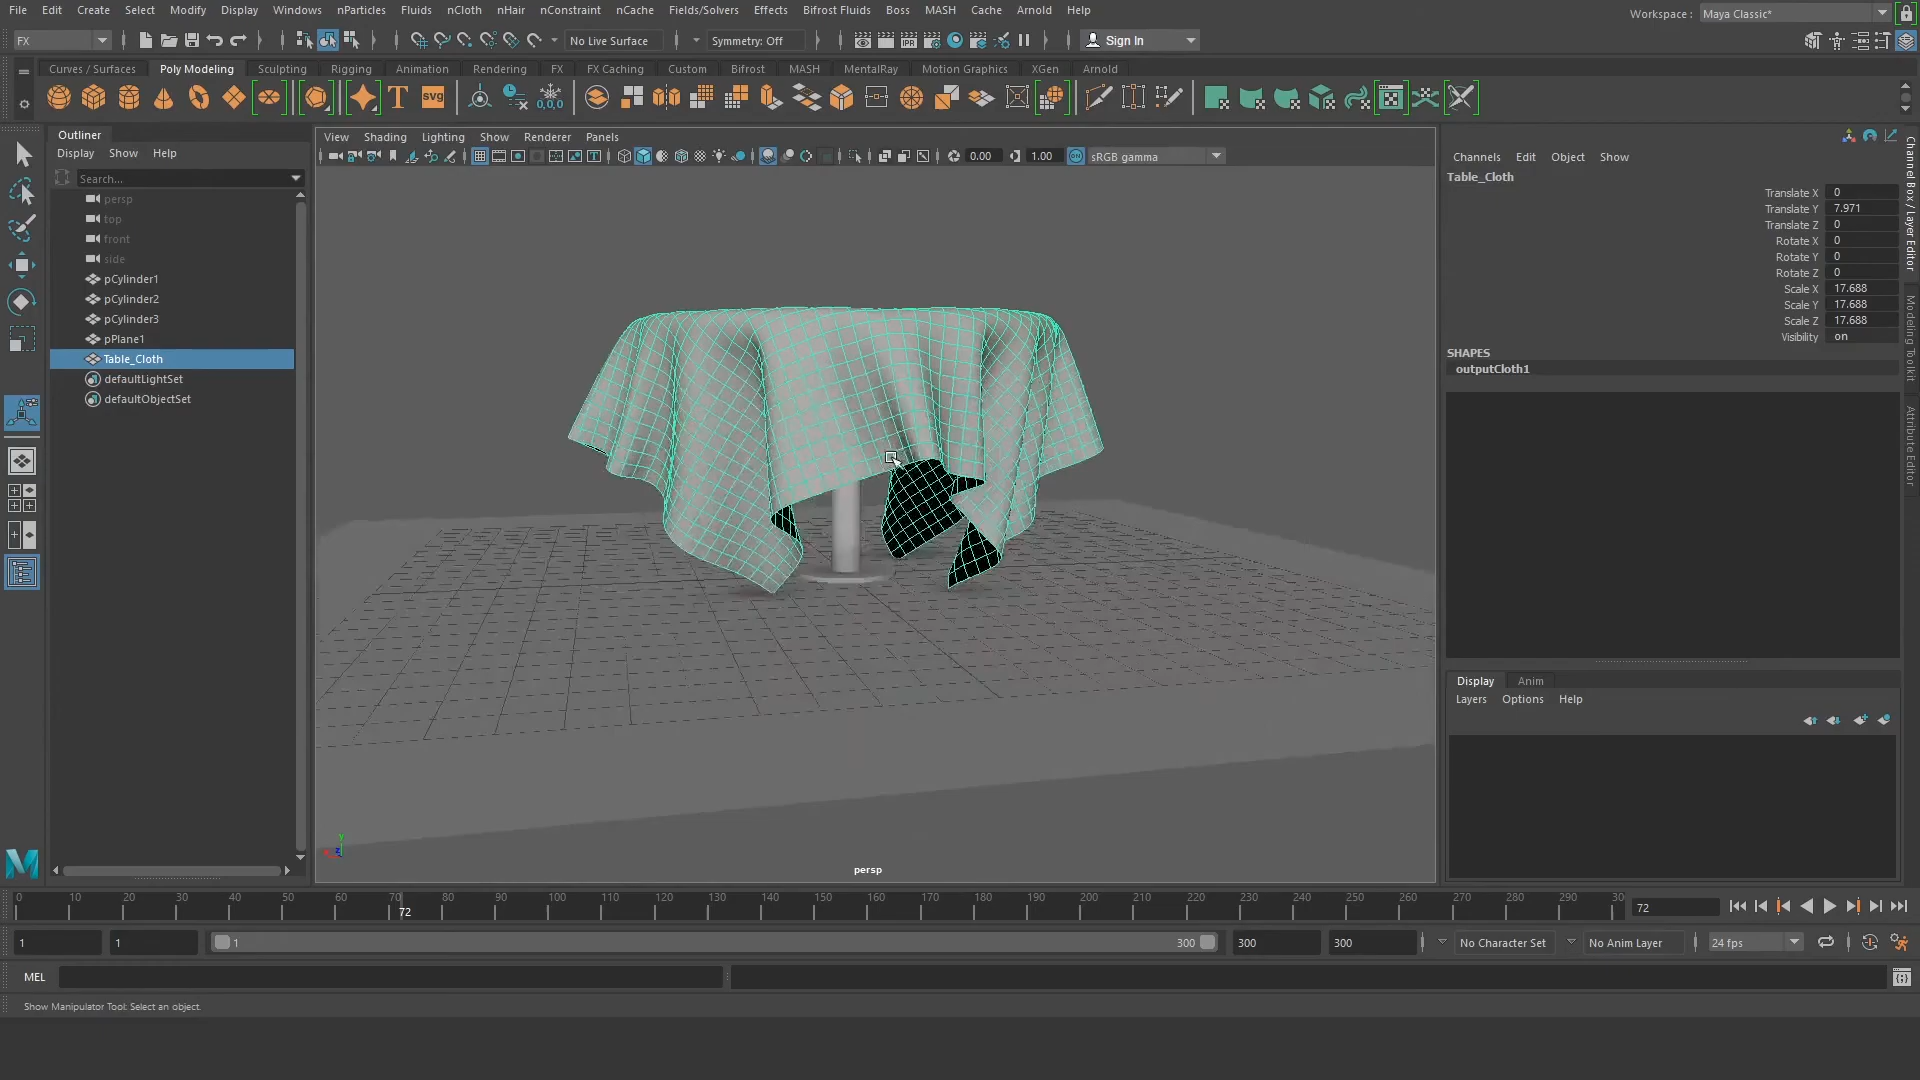 File Edit Create Select Modify Display Windows nParticles Fluids nCloth nHair nConstraint nCache Fields/Solvers Effects Bifrost Fluids Boss MASH Cache Arnold Help
Workspace : Maya Classic*
FX
No Live Surface
Symmetry: Off
Sign In
Curves / Surfaces Poly Modeling Sculpting Rigging Animation Rendering FX FX Caching Custom Bifrost MASH MentalRay Motion Graphics XGen Arnold
T
SVG
0,0,0
IPR
Outliner
Display Show Help
Search...
persp
top
front
side
pCylinder1
pCylinder2
pCylinder3
pPlane1
Table_Cloth
defaultLightSet
defaultObjectSet
View Shading Lighting Show Renderer Panels
0.00
1.00
sRGB gamma
persp
y
z
Channels Edit Object Show
Table_Cloth
Translate X 0
Translate Y 7.971
Translate Z 0
Rotate X 0
Rotate Y 0
Rotate Z 0
Scale X 17.688
Scale Y 17.688
Scale Z 17.688
Visibility on
SHAPES
outputCloth1
Channel Box / Layer Editor
Modeling Toolkit
Attribute Editor
Display Anim
Layers Options Help
0 10 20 30 40 50 60 70 80 90 100 110 120 130 140 150 160 170 180 190 200 210 220 230 240 250 260 270 280 290 30
72
72
1
1
1
300
300
300
No Character Set
No Anim Layer
24 fps
MEL
Show Manipulator Tool: Select an object.